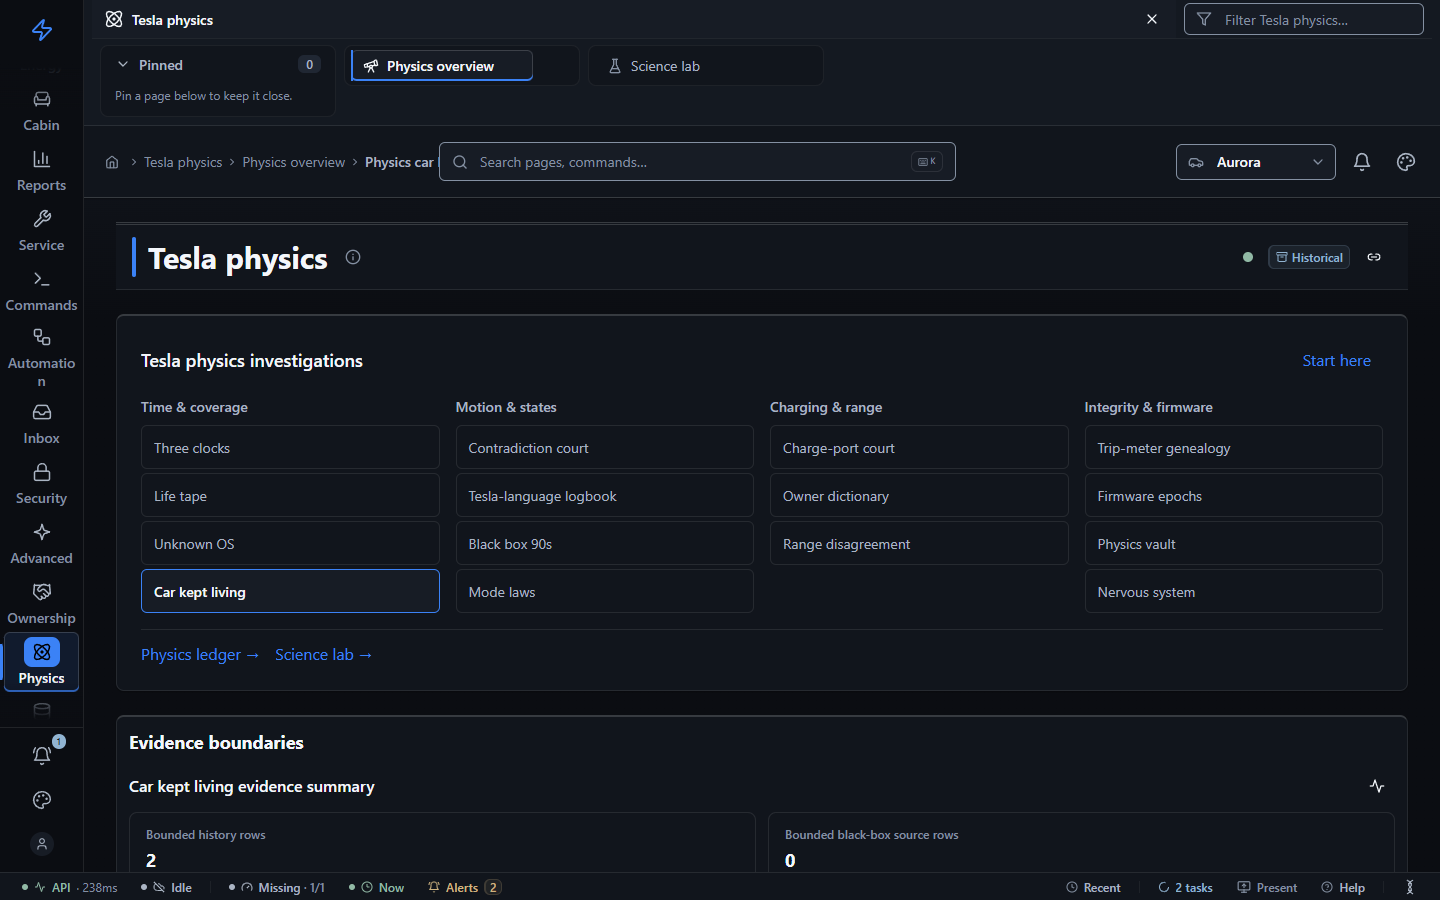 Tesla physics
Filter Tesla physics...
Pinned
0
Pin a page below to keep it close.
Physics overview
Science lab
Cabin
Reports
Service
Commands
Automatio
n
Inbox
Security
Advanced
Ownership
Physics
1
Tesla physics
Physics overview
Physics car
Search pages, commands...
K
Aurora
Tesla physics
Historical
Tesla physics investigations
Start here
Time & coverage
Three clocks
Life tape
Unknown OS
Car kept living
Motion & states
Contradiction court
Tesla-language logbook
Black box 90s
Mode laws
Charging & range
Charge-port court
Owner dictionary
Range disagreement
Integrity & firmware
Trip-meter genealogy
Firmware epochs
Physics vault
Nervous system
Physics ledger →
Science lab →
Evidence boundaries
Car kept living evidence summary
Bounded history rows
2
Bounded black-box source rows
0
API · 238ms
Idle
Missing · 1/1
Now
Alerts 2
Recent
2 tasks
Present
Help